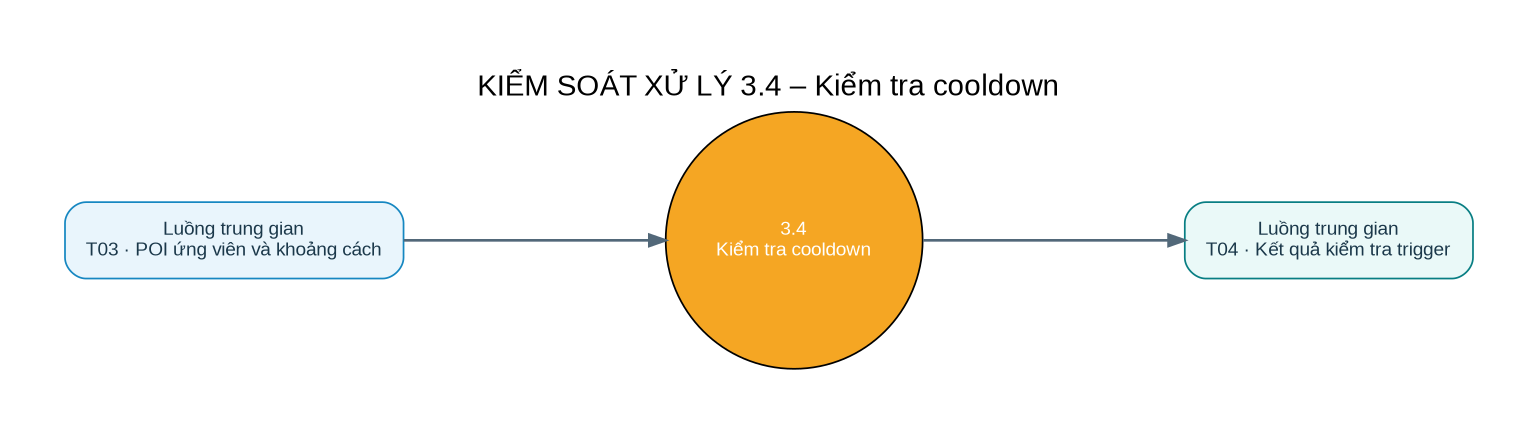 KIỂM SOÁT XỬ LÝ 3.4 – Kiểm tra cooldown
Luồng trung gian
T03 · POI ứng viên và khoảng cách
3.4
Kiểm tra cooldown
Luồng trung gian
T04 · Kết quả kiểm tra trigger